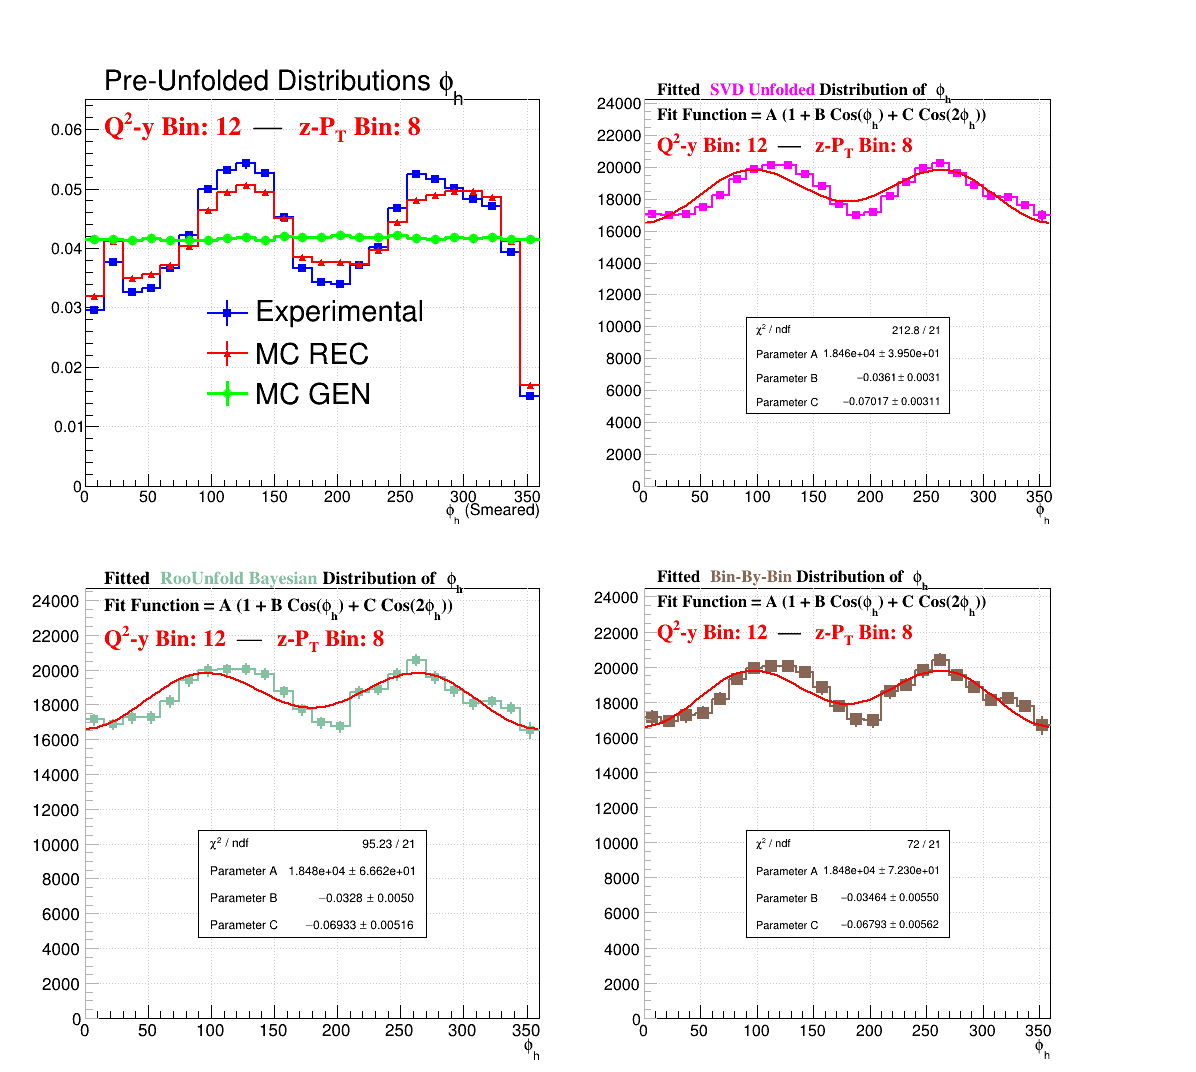 Pre-Unfolded Distributions ϕh
Q²-y Bin: 12 — z-PT Bin: 8
0.06
0.05
0.04
0.03
0.02
0.01
0
Experimental
MC REC
MC GEN
0 50 100 150 200 250 300 350
ϕh (Smeared)
Fitted SVD Unfolded Distribution of ϕh
Fit Function = A (1 + B Cos(ϕh) + C Cos(2ϕh))
Q²-y Bin: 12 — z-PT Bin: 8
24000
22000
20000
18000
16000
14000
12000
10000
8000
6000
4000
2000
0
χ² / ndf 212.8 / 21
Parameter A 1.846e+04 ± 3.950e+01
Parameter B −0.0361 ± 0.0031
Parameter C −0.07017 ± 0.00311
0 50 100 150 200 250 300 350
ϕh
Fitted RooUnfold Bayesian Distribution of ϕh
Fit Function = A (1 + B Cos(ϕh) + C Cos(2ϕh))
Q²-y Bin: 12 — z-PT Bin: 8
24000
22000
20000
18000
16000
14000
12000
10000
8000
6000
4000
2000
0
χ² / ndf 95.23 / 21
Parameter A 1.848e+04 ± 6.662e+01
Parameter B −0.0328 ± 0.0050
Parameter C −0.06933 ± 0.00516
0 50 100 150 200 250 300 350
ϕh
Fitted Bin-By-Bin Distribution of ϕh
Fit Function = A (1 + B Cos(ϕh) + C Cos(2ϕh))
Q²-y Bin: 12 — z-PT Bin: 8
24000
22000
20000
18000
16000
14000
12000
10000
8000
6000
4000
2000
0
χ² / ndf 72 / 21
Parameter A 1.848e+04 ± 7.230e+01
Parameter B −0.03464 ± 0.00550
Parameter C −0.06793 ± 0.00562
0 50 100 150 200 250 300 350
ϕh